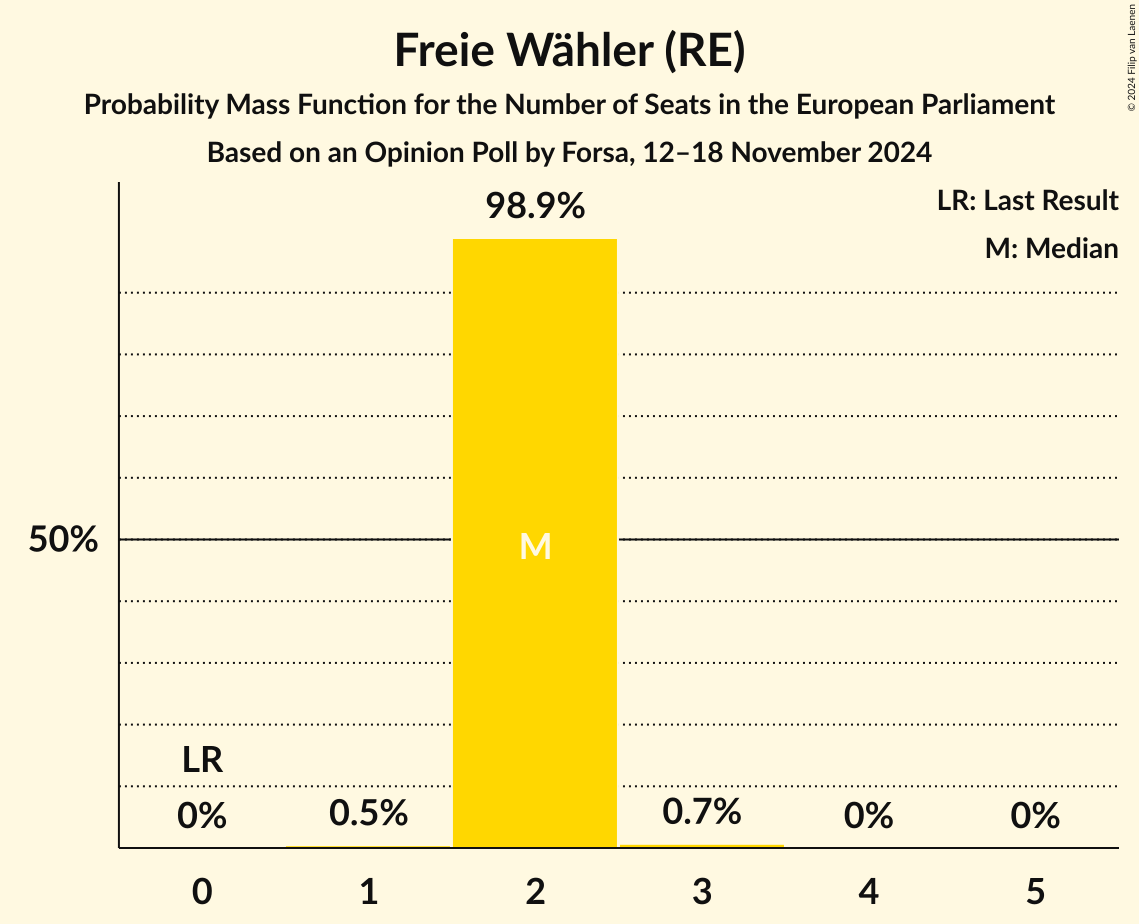 Freie Wähler (RE)
Probability Mass Function for the Number of Seats in the European Parliament
Based on an Opinion Poll by Forsa, 12–18 November 2024
© 2024 Filip van Laenen
LR: Last Result
M: Median
98.9%
50%
M
LR
0%
0.5%
0.7%
0%
0%
0 1 2 3 4 5